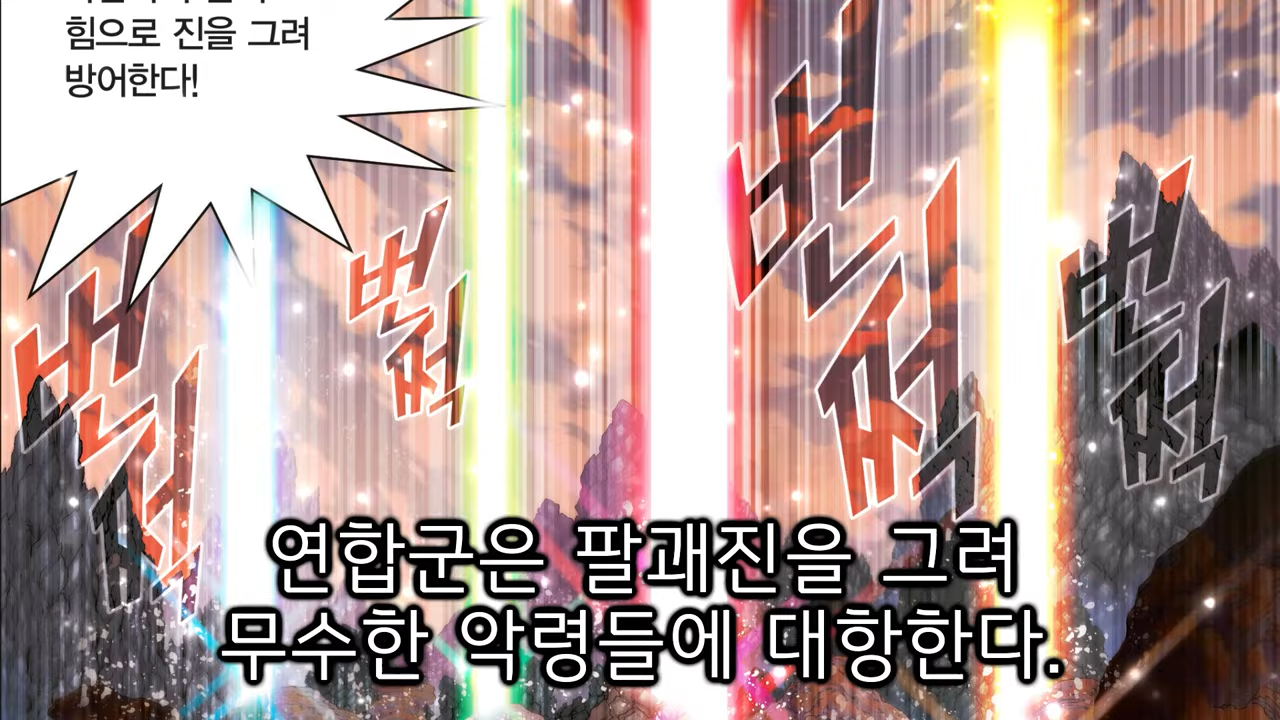 힘으로 진을 그려
방어한다!
번쩍
번쩍
번쩍
번쩍
연합군은 팔괘진을 그려
무수한 악령들에 대항한다.